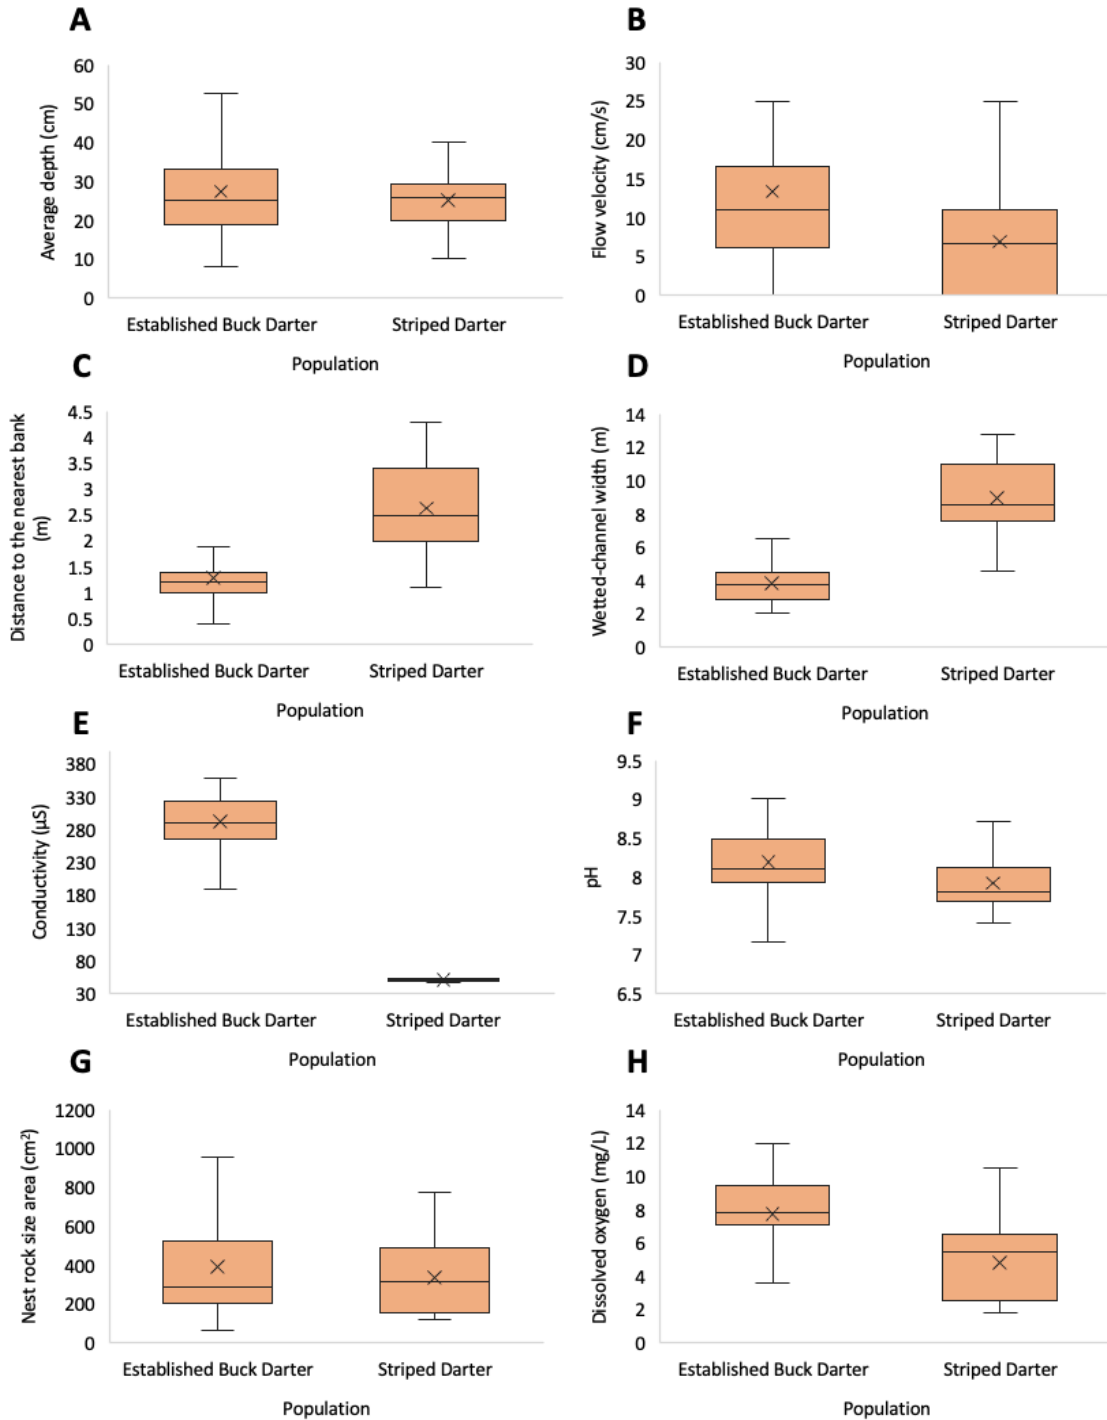 A
Average depth (cm)
60
50
40
30
20
10
0
Established Buck Darter
Striped Darter
Population
B
Flow velocity (cm/s)
30
25
20
15
10
5
0
Established Buck Darter
Striped Darter
Population
C
Distance to the nearest bank
(m)
4.5
4
3.5
3
2.5
2
1.5
1
0.5
0
Established Buck Darter
Striped Darter
Population
D
Wetted-channel width (m)
14
12
10
8
6
4
2
0
Established Buck Darter
Striped Darter
Population
E
Conductivity (µS)
380
330
280
230
180
130
80
30
Established Buck Darter
Striped Darter
Population
F
pH
9.5
9
8.5
8
7.5
7
6.5
Established Buck Darter
Striped Darter
Population
G
Nest rock size area (cm²)
1200
1000
800
600
400
200
0
Established Buck Darter
Striped Darter
Population
H
Dissolved oxygen (mg/L)
14
12
10
8
6
4
2
0
Established Buck Darter
Striped Darter
Population